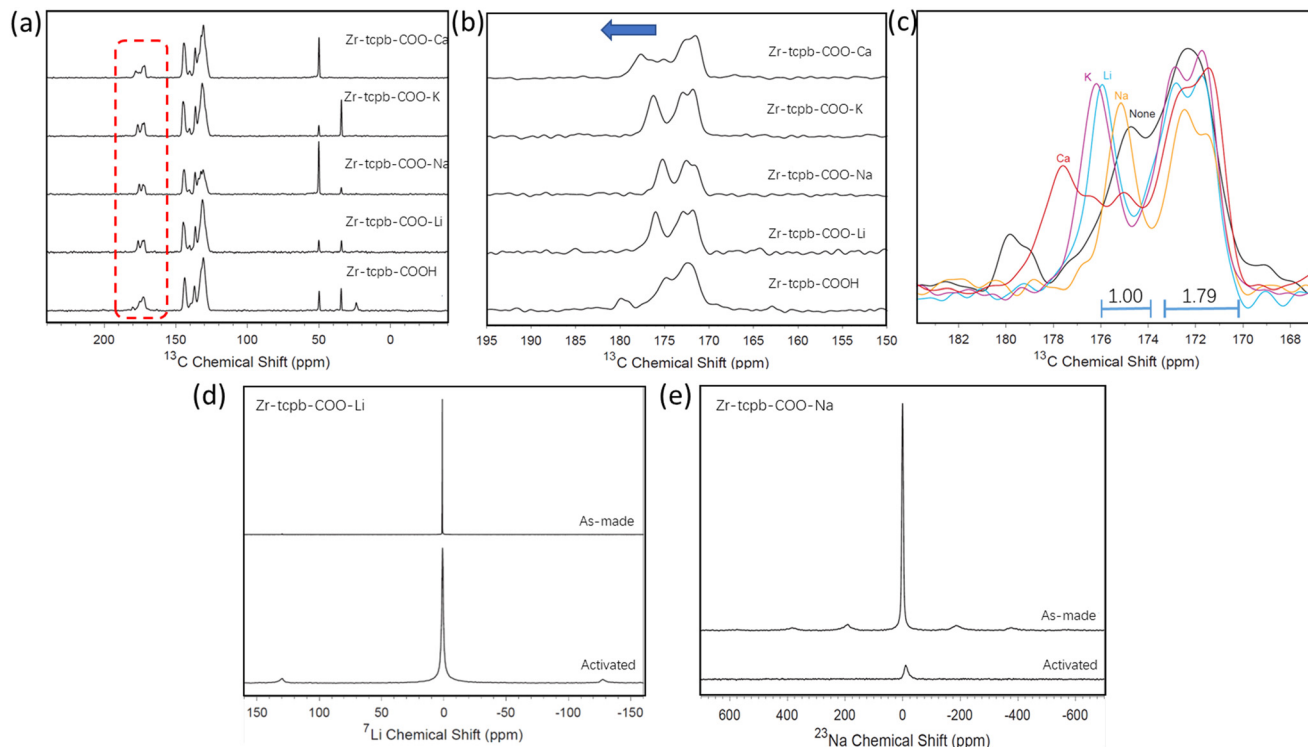 (a)
Zr-tcpb-COO-Ca
Zr-tcpb-COO-K
Zr-tcpb-COO-Na
Zr-tcpb-COO-Li
Zr-tcpb-COOH
200 150 100 50 0
13C Chemical Shift (ppm)
(b)
Zr-tcpb-COO-Ca
Zr-tcpb-COO-K
Zr-tcpb-COO-Na
Zr-tcpb-COO-Li
Zr-tcpb-COOH
195 190 185 180 175 170 165 160 155 150
13C Chemical Shift (ppm)
(c)
K
Li
Na
None
Ca
1.00 1.79
182 180 178 176 174 172 170 168
13C Chemical Shift (ppm)
(d)
Zr-tcpb-COO-Li
As-made
Activated
150 100 50 0 -50 -100 -150
7Li Chemical Shift (ppm)
(e)
Zr-tcpb-COO-Na
As-made
Activated
600 400 200 0 -200 -400 -600
23Na Chemical Shift (ppm)